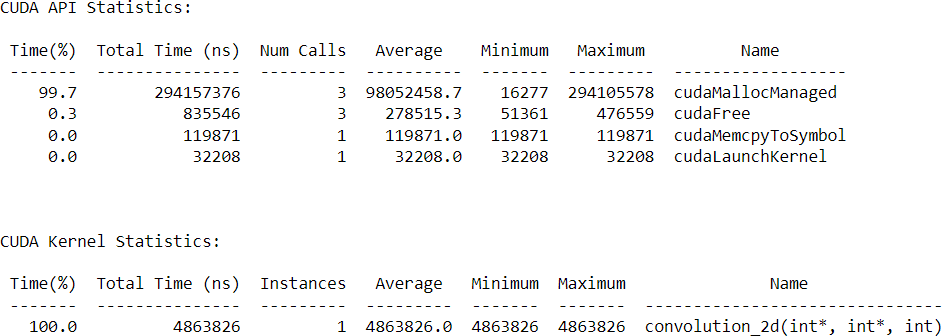 CUDA API Statistics:
Time(%) Total Time (ns) Num Calls Average Minimum Maximum Name
------- --------------- --------- ---------- ------- --------- -----------------
99.7 294157376 3 98052458.7 16277 294105578 cudaMallocManaged
0.3 835546 3 278515.3 51361 476559 cudaFree
0.0 119871 1 119871.0 119871 119871 cudaMemcpyToSymbol
0.0 32208 1 32208.0 32208 32208 cudaLaunchKernel
CUDA Kernel Statistics:
Time(%) Total Time (ns) Instances Average Minimum Maximum Name
------- --------------- --------- --------- ------- ------- ------------------------------
100.0 4863826 1 4863826.0 4863826 4863826 convolution_2d(int*, int*, int)